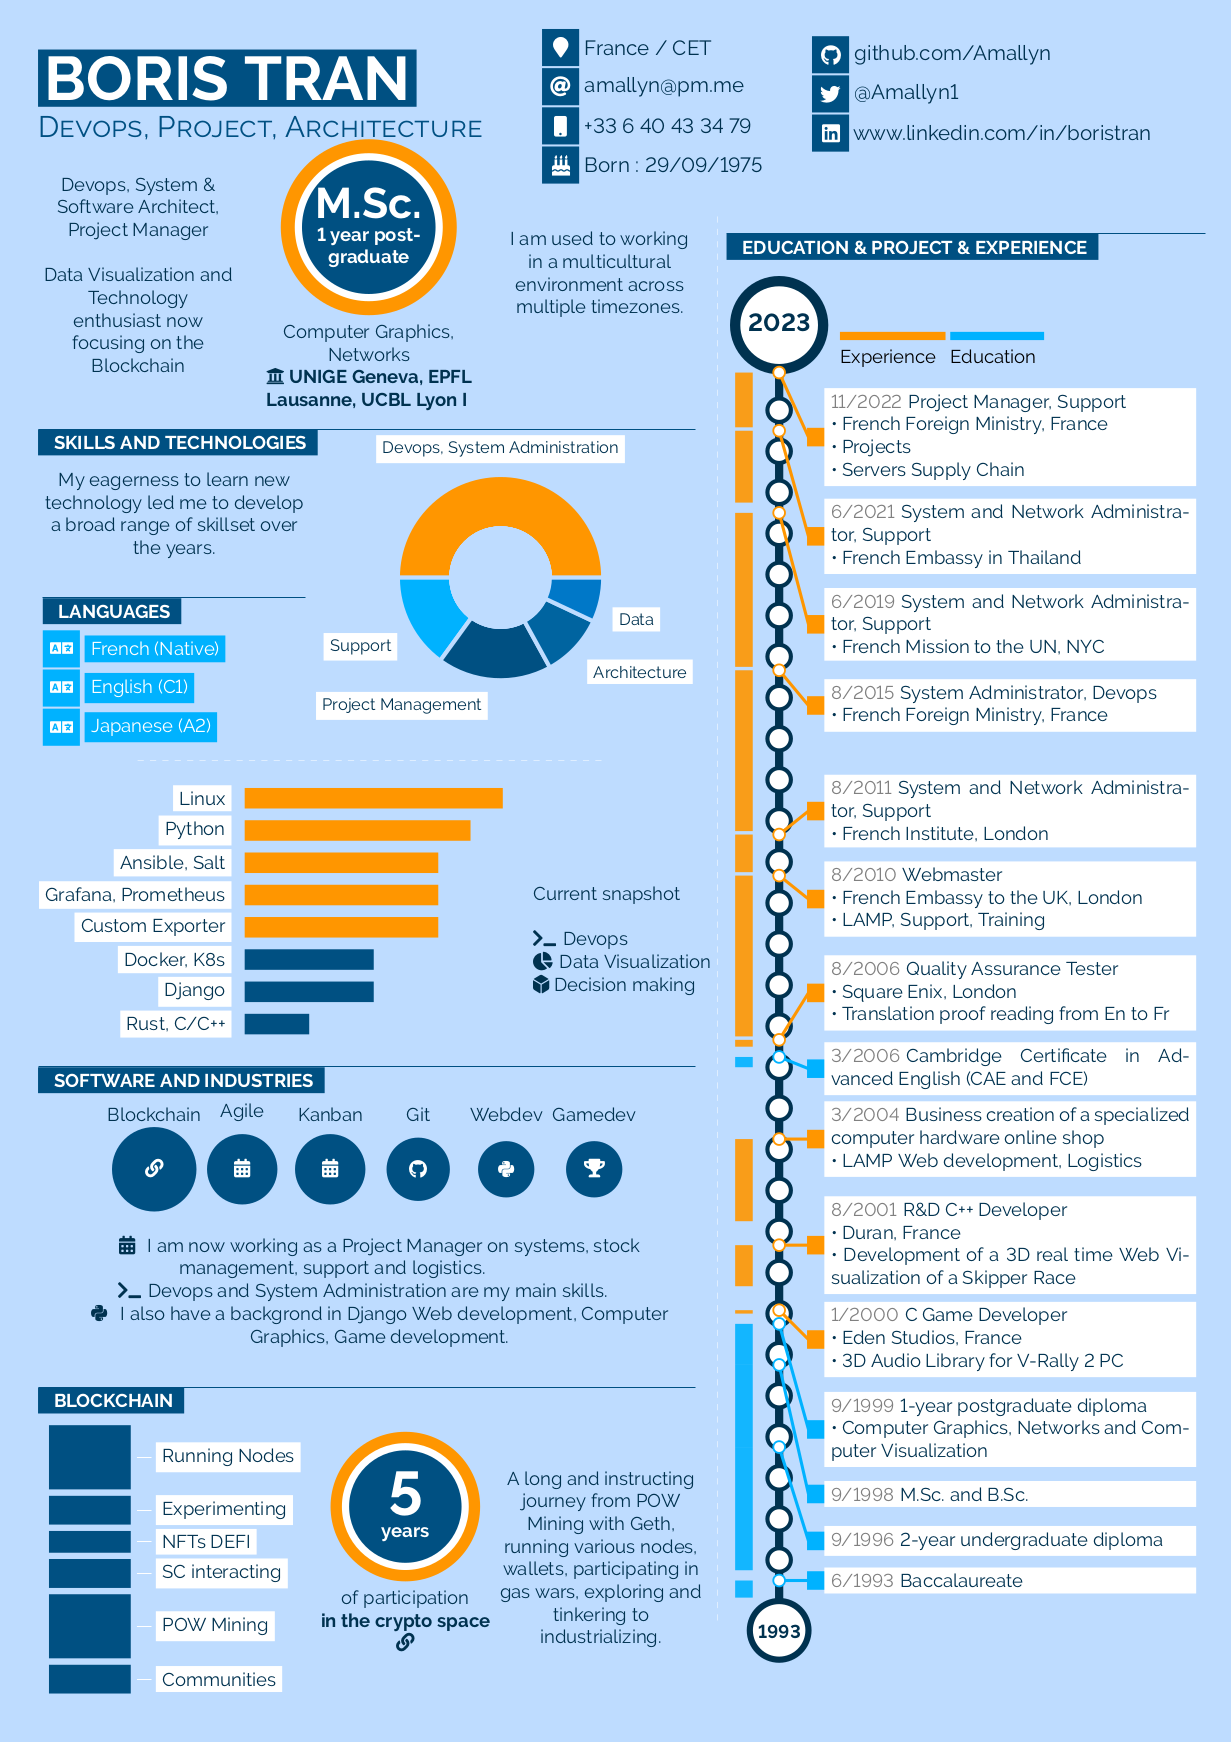 BORIS TRAN
Devops, Project, Architecture
France / CET
amallyn@pm.me
+33 6 40 43 34 79
Born : 29/09/1975
github.com/Amallyn
@Amallyn1
www.linkedin.com/in/boristran
Devops, System &
Software Architect,
Project Manager
Data Visualization and
Technology
enthusiast now
focusing on the
Blockchain
M.Sc.
1 year post-
graduate
Computer Graphics,
Networks
UNIGE Geneva, EPFL
Lausanne, UCBL Lyon I
I am used to working
in a multicultural
environment across
multiple timezones.
SKILLS AND TECHNOLOGIES
My eagerness to learn new
technology led me to develop
a broad range of skillset over
the years.
Devops, System Administration
Data
Architecture
Project Management
Support
LANGUAGES
French (Native)
English (C1)
Japanese (A2)
Linux
Python
Ansible, Salt
Grafana, Prometheus
Custom Exporter
Docker, K8s
Django
Rust, C/C++
Current snapshot
Devops
Data Visualization
Decision making
SOFTWARE AND INDUSTRIES
Blockchain
Agile
Kanban
Git
Webdev
Gamedev
I am now working as a Project Manager on systems, stock
management, support and logistics.
Devops and System Administration are my main skills.
I also have a backgrond in Django Web development, Computer
Graphics, Game development.
BLOCKCHAIN
Running Nodes
Experimenting
NFTs DEFI
SC interacting
POW Mining
Communities
5
years
of participation
in the crypto space
A long and instructing
journey from POW
Mining with Geth,
running various nodes,
wallets, participating in
gas wars, exploring and
tinkering to
industrializing.
EDUCATION & PROJECT & EXPERIENCE
2023
Experience
Education
11/2022 Project Manager, Support
• French Foreign Ministry, France
• Projects
• Servers Supply Chain
6/2021 System and Network Administra-
tor, Support
• French Embassy in Thailand
6/2019 System and Network Administra-
tor, Support
• French Mission to the UN, NYC
8/2015 System Administrator, Devops
• French Foreign Ministry, France
8/2011 System and Network Administra-
tor, Support
• French Institute, London
8/2010 Webmaster
• French Embassy to the UK, London
• LAMP, Support, Training
8/2006 Quality Assurance Tester
• Square Enix, London
• Translation proof reading from En to Fr
3/2006 Cambridge Certificate in Ad-
vanced English (CAE and FCE)
3/2004 Business creation of a specialized
computer hardware online shop
• LAMP Web development, Logistics
8/2001 R&D C++ Developer
• Duran, France
• Development of a 3D real time Web Vi-
sualization of a Skipper Race
1/2000 C Game Developer
• Eden Studios, France
• 3D Audio Library for V-Rally 2 PC
9/1999 1-year postgraduate diploma
• Computer Graphics, Networks and Com-
puter Visualization
9/1998 M.Sc. and B.Sc.
9/1996 2-year undergraduate diploma
6/1993 Baccalaureate
1993